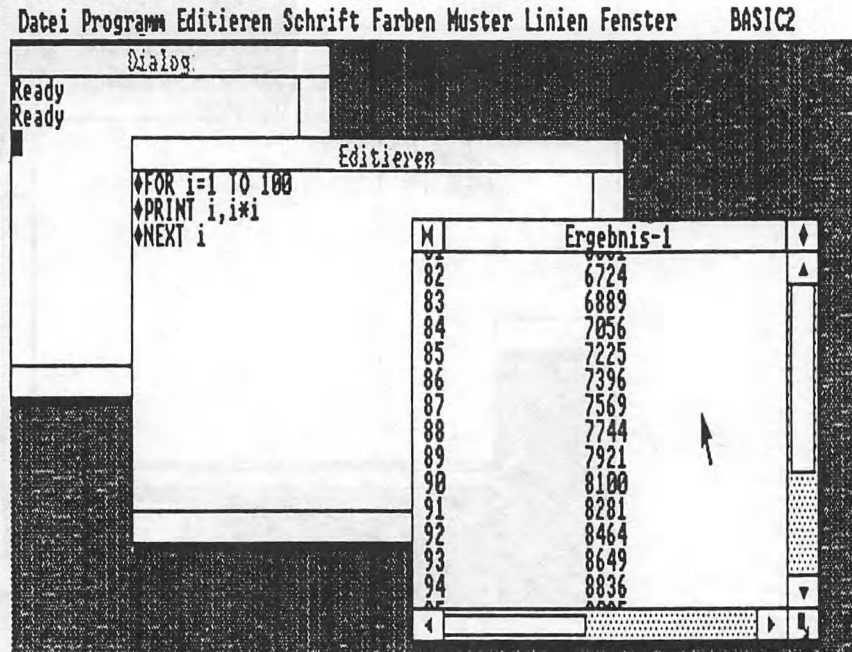 Datei Programm Editieren Schrift Farben Muster Linien Fenster BASIC2
Dialog
Ready
Ready
Editieren
♦FOR i=1 TO 100
♦PRINT i,i*i
♦NEXT i
Ergebnis-1
82 6724
83 6889
84 7056
85 7225
86 7396
87 7569
88 7744
89 7921
90 8100
91 8281
92 8464
93 8649
94 8836